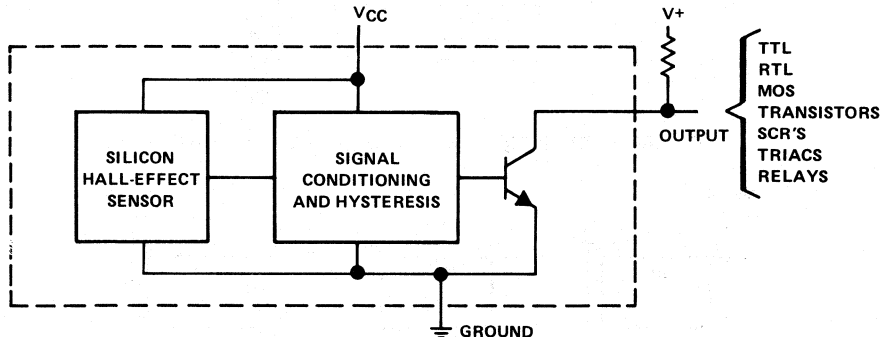 VCC
V+
TTL
RTL
MOS
TRANSISTORS
SCR'S
TRIACS
RELAYS
OUTPUT
SILICON
HALL-EFFECT
SENSOR
SIGNAL
CONDITIONING
AND HYSTERESIS
GROUND